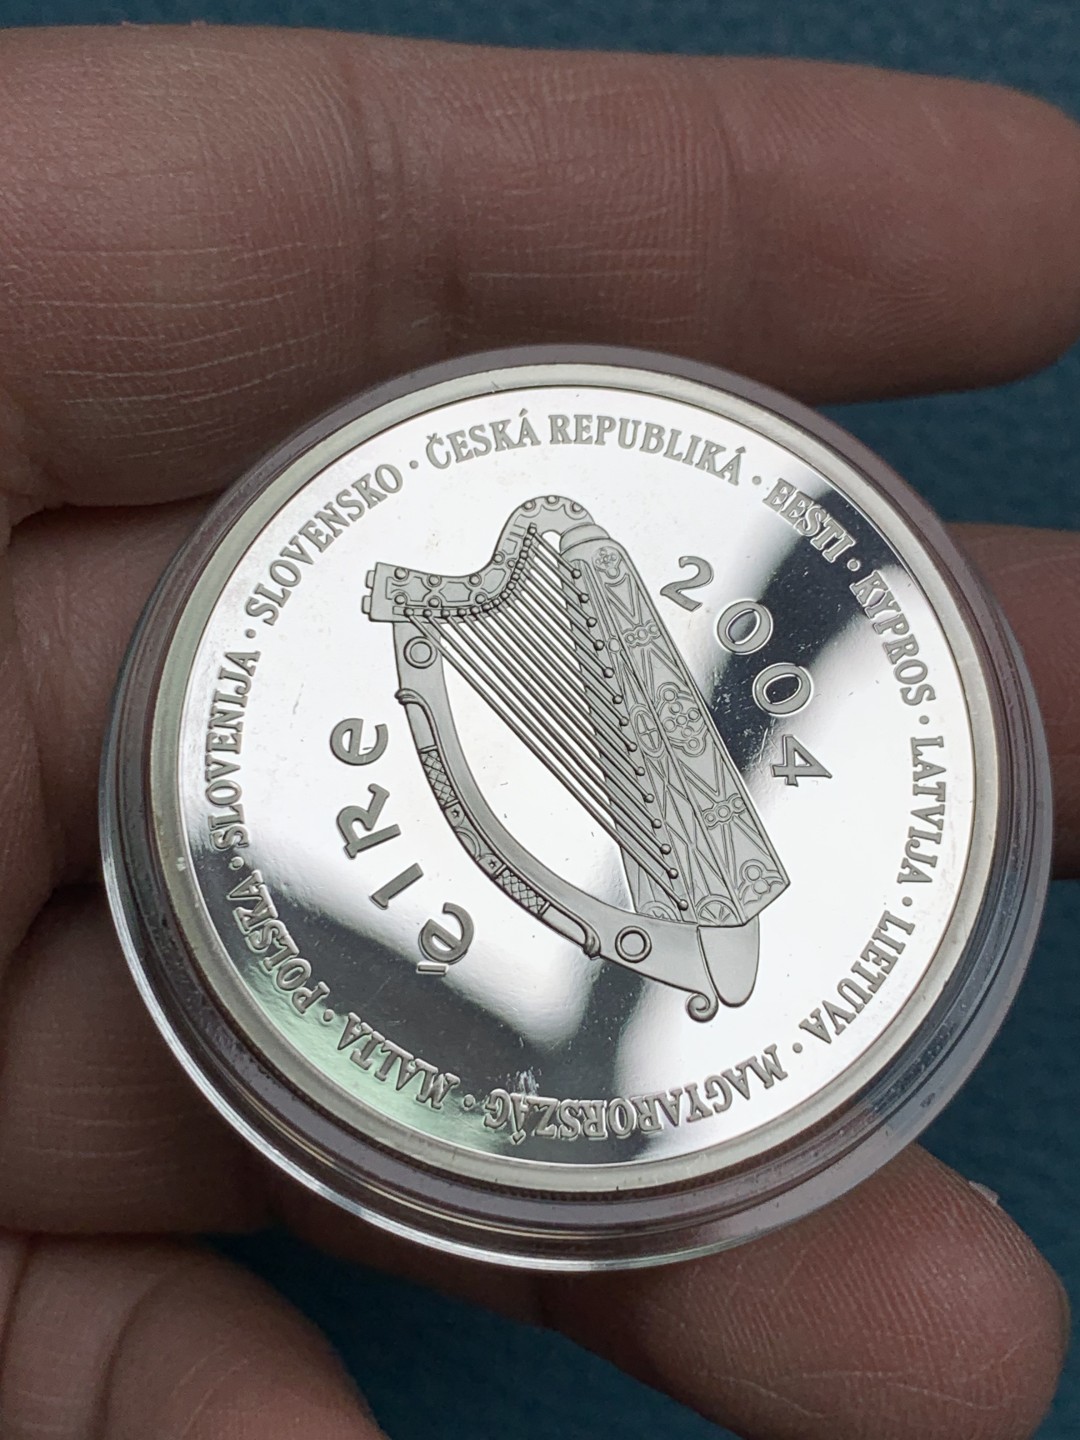 ČESKÁ REPUBLIKÁ · EESTI · KYPROS · LATVIJA · LIETUVA · MAGYARORSZÁG · MALTA · POLSKA · SLOVENIJA · SLOVENSKO ·
éIRe
2004